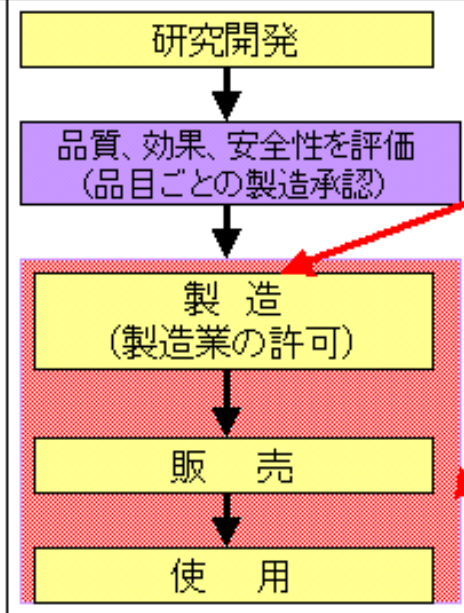 研究開発
品質、効果、安全性を評価
(品目ごとの製造承認)
製 造
(製造業の許可)
販 売
使 用